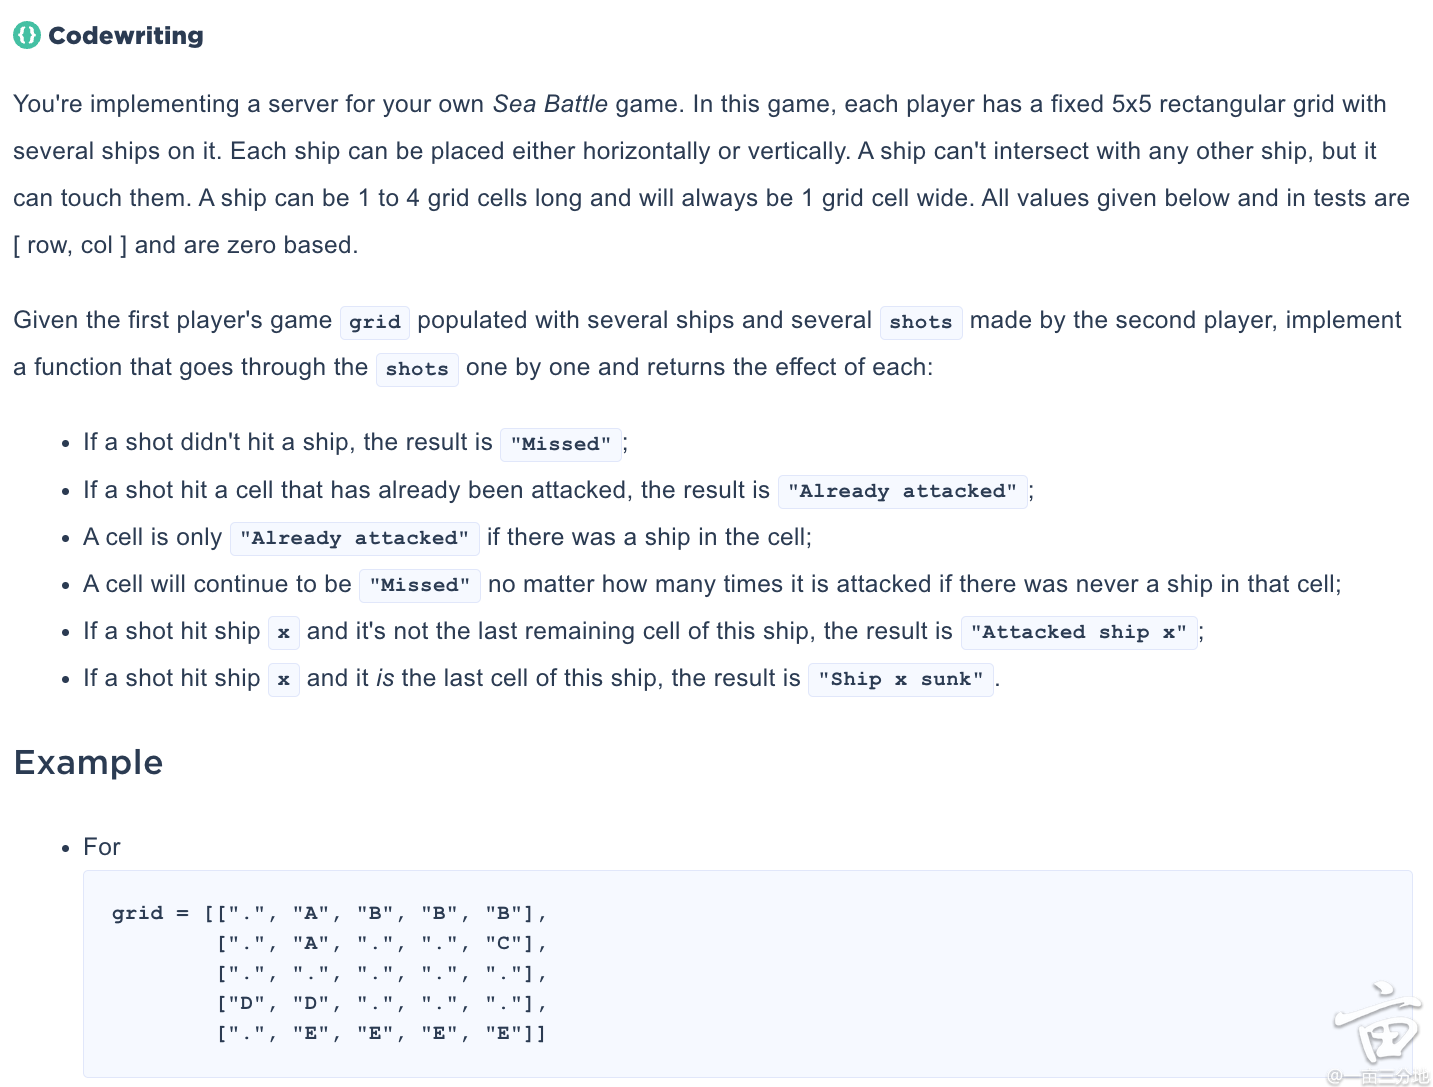 Codewriting
You're implementing a server for your own Sea Battle game. In this game, each player has a fixed 5x5 rectangular grid with
several ships on it. Each ship can be placed either horizontally or vertically. A ship can't intersect with any other ship, but it
can touch them. A ship can be 1 to 4 grid cells long and will always be 1 grid cell wide. All values given below and in tests are
[ row, col ] and are zero based.
Given the first player's game grid populated with several ships and several shots made by the second player, implement
a function that goes through the shots one by one and returns the effect of each:
• If a shot didn't hit a ship, the result is "Missed";
• If a shot hit a cell that has already been attacked, the result is "Already attacked";
• A cell is only "Already attacked" if there was a ship in the cell;
• A cell will continue to be "Missed" no matter how many times it is attacked if there was never a ship in that cell;
• If a shot hit ship x and it's not the last remaining cell of this ship, the result is "Attacked ship x";
• If a shot hit ship x and it is the last cell of this ship, the result is "Ship x sunk".
Example
• For
grid = [[".", "A", "B", "B", "B"],
[".", "A", ".", ".", "C"],
[".", ".", ".", ".", "."],
["D", "D", ".", ".", "."],
[".", "E", "E", "E", "E"]]
亩
@一亩三分地